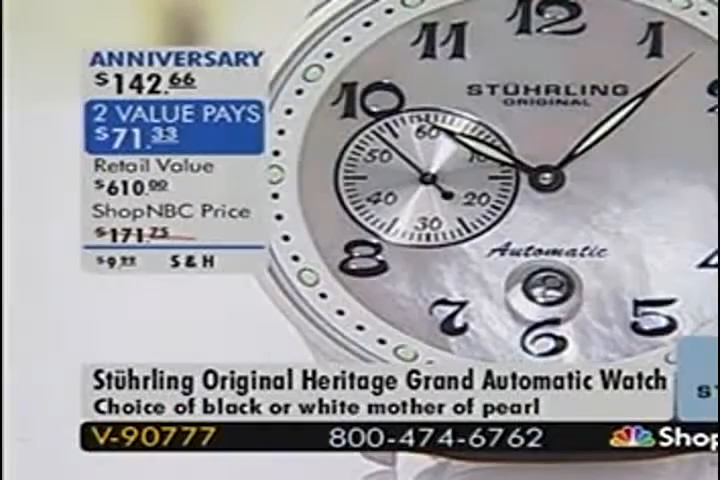 ANNIVERSARY
$142.66
2 VALUE PAYS
$71.33
Retail Value
$610.00
ShopNBC Price
$171.75
S & H
11 12 1
10
STÜHRLING
ORIGINAL
60
50 10
40 20
30
Automatic
8
7 6 5
Stührling Original Heritage Grand Automatic Watch
Choice of black or white mother of pearl
V-90777 800-474-6762 Shop